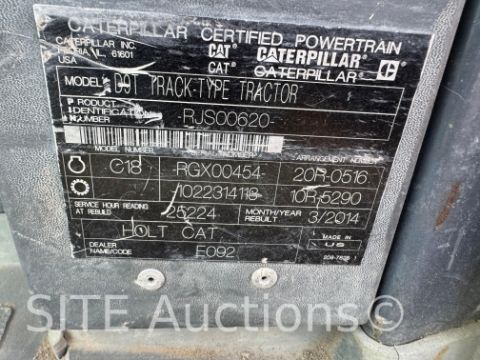 CATERPILLAR CERTIFIED POWERTRAIN
CATERPILLAR INC.
PEORIA IL, 61601
USA
CAT CATERPILLAR
CAT CATERPILLAR
MODEL D9T TRACK-TYPE TRACTOR
PRODUCT
IDENTIFICATION
NUMBER RJS00620
MODEL NUMBER ARRANGEMENT NUMBER
C18 RGX00454 20R-0516
1022314118 10R-5290
SERVICE HOUR READING
AT REBUILD 25224 MONTH/YEAR
REBUILT 3/2014
HOLT CAT MADE IN
US
DEALER
NAME/CODE E092
SITE Auctions.com®